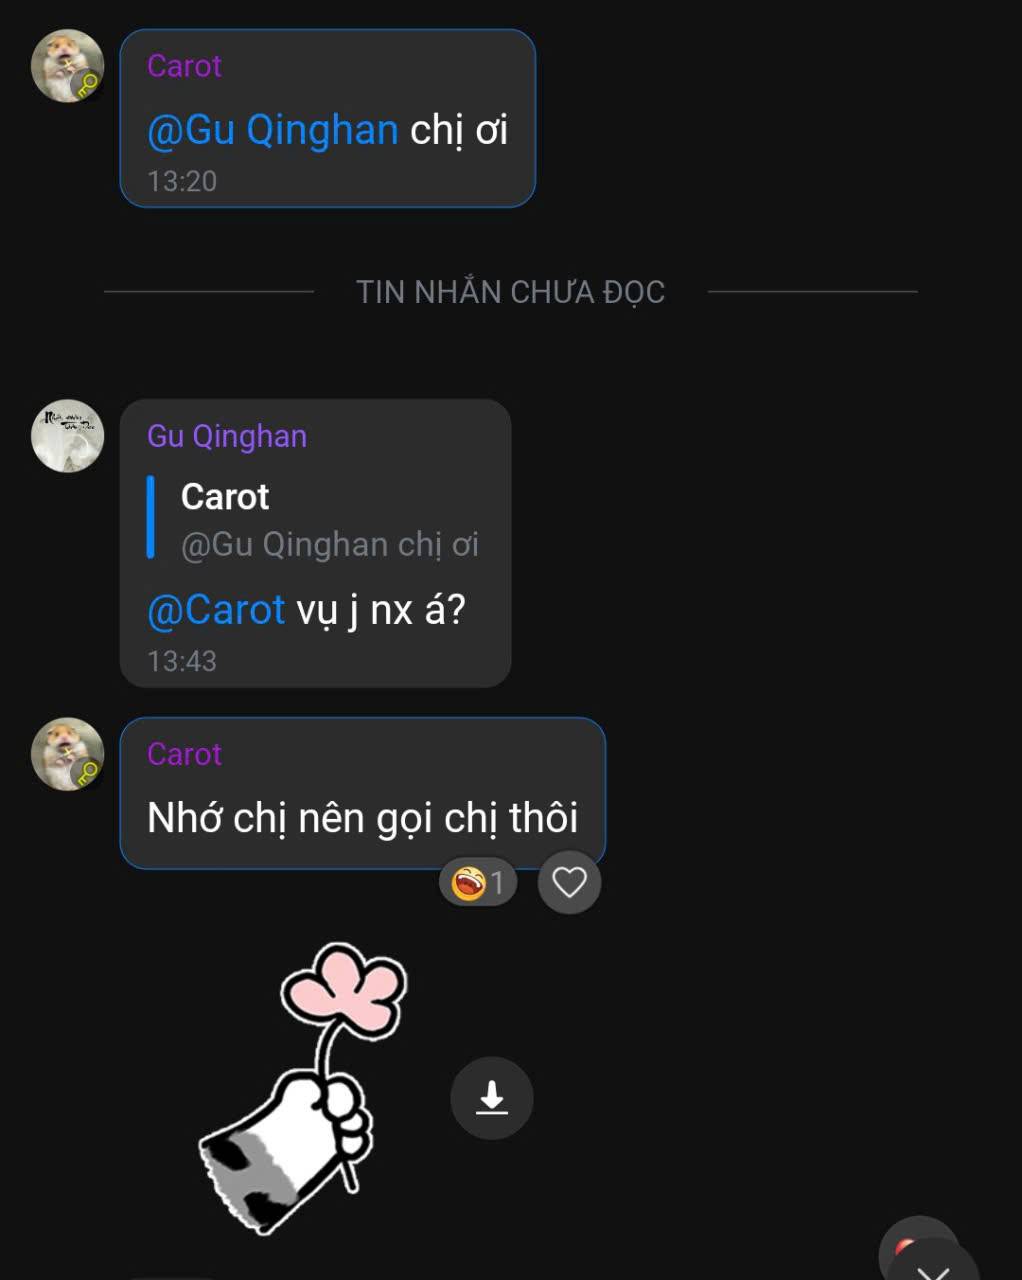 Carot
@Gu Qinghan chị ơi
13:20
TIN NHẮN CHƯA ĐỌC
Gu Qinghan
Carot
@Gu Qinghan chị ơi
@Carot vụ j nx á?
13:43
Carot
Nhớ chị nên gọi chị thôi
1